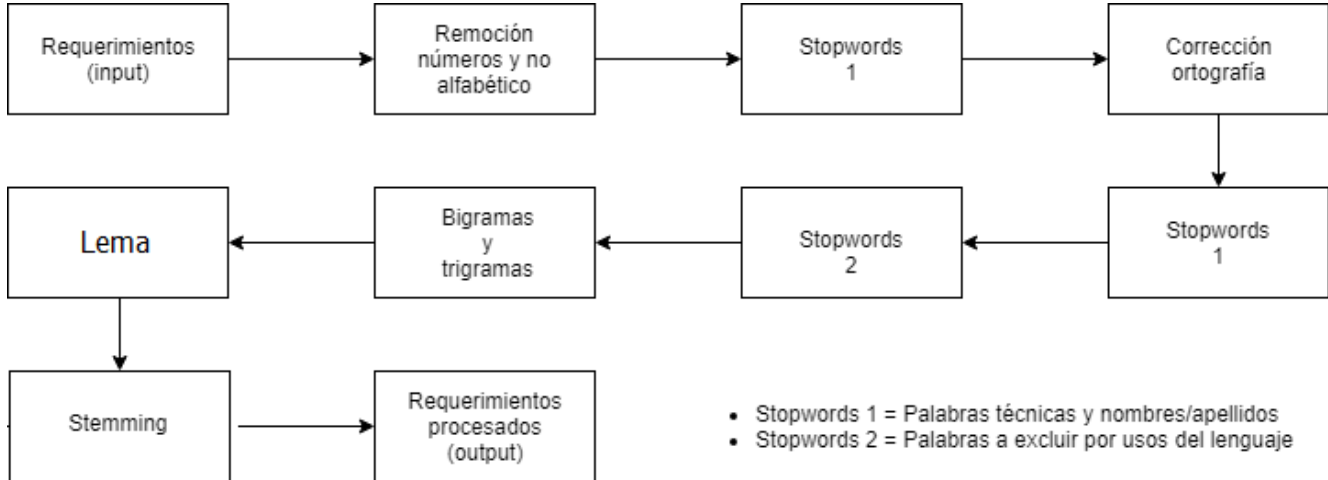 Requerimientos
(input)
Remoción
números y no
alfabético
Stopwords
1
Corrección
ortografía
Lema
Bigramas
y
trigramas
Stopwords
2
Stopwords
1
Stemming
Requerimientos
procesados
(output)
• Stopwords 1 = Palabras técnicas y nombres/apellidos
• Stopwords 2 = Palabras a excluir por usos del lenguaje